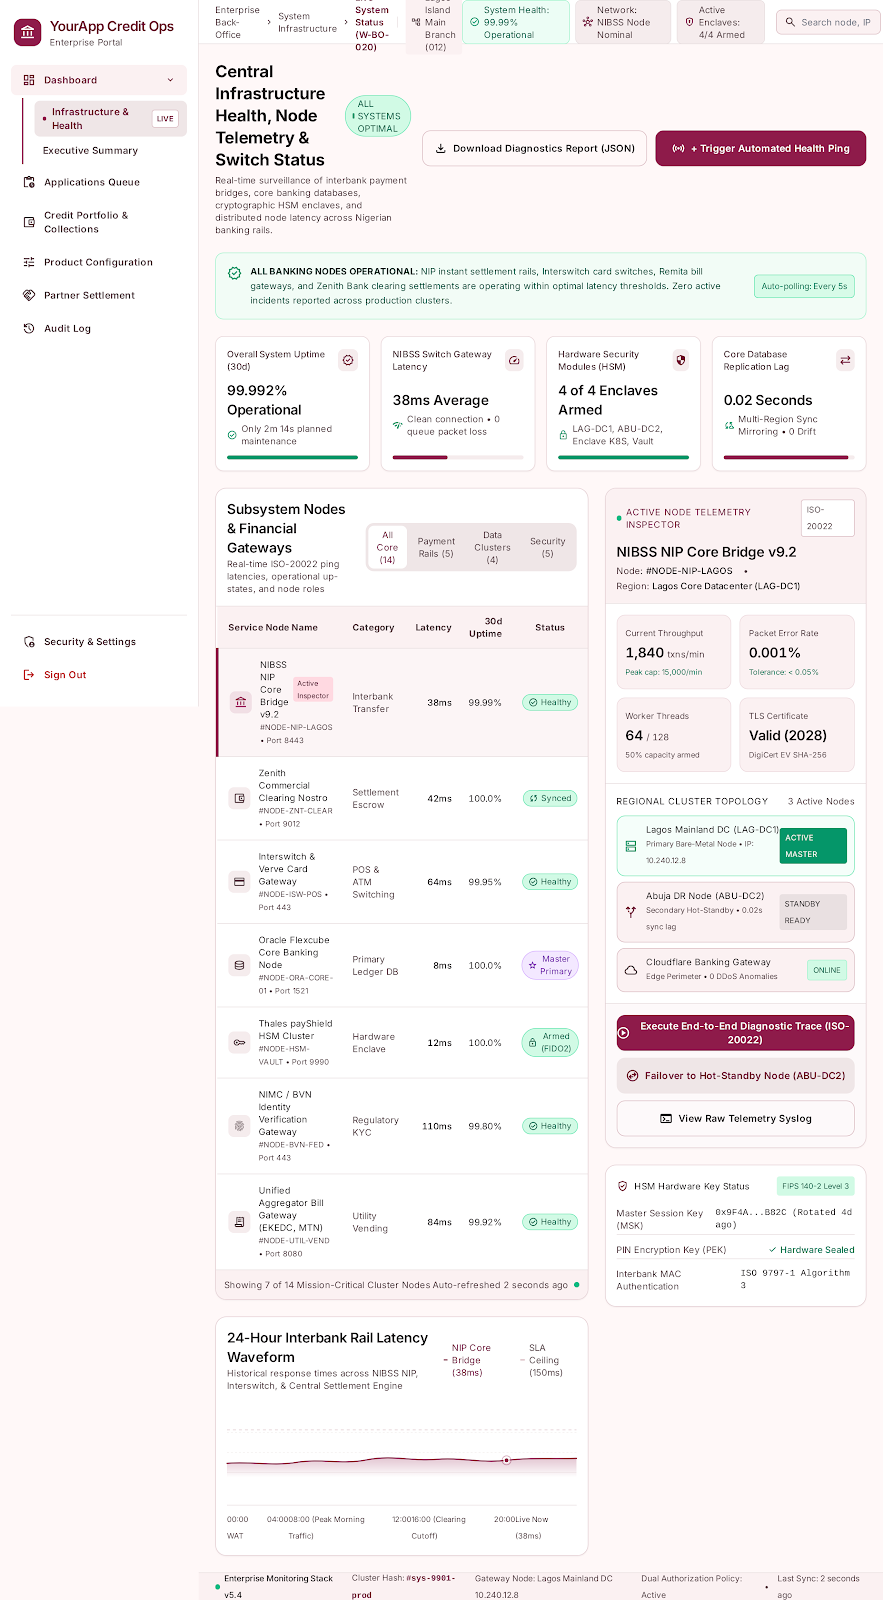 YourApp Credit Ops
Enterprise Portal
Dashboard
Infrastructure &
Health
LIVE
Executive Summary
Applications Queue
Credit Portfolio &
Collections
Product Configuration
Partner Settlement
Audit Log
Security & Settings
Sign Out
Enterprise
Back-
Office
System
Infrastructure
Live
System
Status
(W-BO-
020)
Lagos
Island
Main
Branch
(012)
System Health:
99.99%
Operational
Network:
NIBSS Node
Nominal
Active
Enclaves:
4/4 Armed
Search node, IP
Central
Infrastructure
Health, Node
Telemetry &
Switch Status
ALL
SYSTEMS
OPTIMAL
Real-time surveillance of interbank payment
bridges, core banking databases,
cryptographic HSM enclaves, and
distributed node latency across Nigerian
banking rails.
Download Diagnostics Report (JSON)
+ Trigger Automated Health Ping
ALL BANKING NODES OPERATIONAL: NIP instant settlement rails, Interswitch card switches, Remita bill
gateways, and Zenith Bank clearing settlements are operating within optimal latency thresholds. Zero active
incidents reported across production clusters.
Auto-polling: Every 5s
Overall System Uptime
(30d)
99.992%
Operational
Only 2m 14s planned
maintenance
NIBSS Switch Gateway
Latency
38ms Average
Clean connection • 0
queue packet loss
Hardware Security
Modules (HSM)
4 of 4 Enclaves
Armed
LAG-DC1, ABU-DC2,
Enclave K8S, Vault
Core Database
Replication Lag
0.02 Seconds
Multi-Region Sync
Mirroring • 0 Drift
Subsystem Nodes
& Financial
Gateways
Real-time ISO-20022 ping
latencies, operational up-
states, and node roles
All
Core
(14)
Payment
Rails (5)
Data
Clusters
(4)
Security
(5)
Service Node Name
Category
Latency
30d
Uptime
Status
NIBSS
NIP
Core
Bridge
v9.2
Active
Inspector
#NODE-NIP-LAGOS
• Port 8443
Interbank
Transfer
38ms
99.99%
Healthy
Zenith
Commercial
Clearing Nostro
#NODE-ZNT-CLEAR
• Port 9012
Settlement
Escrow
42ms
100.0%
Synced
Interswitch &
Verve Card
Gateway
#NODE-ISW-POS •
Port 443
POS &
ATM
Switching
64ms
99.95%
Healthy
Oracle Flexcube
Core Banking
Node
#NODE-ORA-CORE-
01 • Port 1521
Primary
Ledger DB
8ms
100.0%
Master
Primary
Thales payShield
HSM Cluster
#NODE-HSM-
VAULT • Port 9990
Hardware
Enclave
12ms
100.0%
Armed
(FIDO2)
NIMC / BVN
Identity
Verification
Gateway
#NODE-BVN-FED •
Port 443
Regulatory
KYC
110ms
99.80%
Healthy
Unified
Aggregator Bill
Gateway
(EKEDC, MTN)
#NODE-UTIL-VEND
• Port 8080
Utility
Vending
84ms
99.92%
Healthy
Showing 7 of 14 Mission-Critical Cluster Nodes Auto-refreshed 2 seconds ago
ACTIVE NODE TELEMETRY
INSPECTOR
ISO-
20022
NIBSS NIP Core Bridge v9.2
Node: #NODE-NIP-LAGOS •
Region: Lagos Core Datacenter (LAG-DC1)
Current Throughput
1,840 txns/min
Peak cap: 15,000/min
Packet Error Rate
0.001%
Tolerance: < 0.05%
Worker Threads
64 / 128
50% capacity armed
TLS Certificate
Valid (2028)
DigiCert EV SHA-256
REGIONAL CLUSTER TOPOLOGY
3 Active Nodes
Lagos Mainland DC (LAG-DC1)
Primary Bare-Metal Node • IP:
10.240.12.8
ACTIVE
MASTER
Abuja DR Node (ABU-DC2)
Secondary Hot-Standby • 0.02s
sync lag
STANDBY
READY
Cloudflare Banking Gateway
Edge Perimeter • 0 DDoS Anomalies
ONLINE
Execute End-to-End Diagnostic Trace (ISO-
20022)
Failover to Hot-Standby Node (ABU-DC2)
View Raw Telemetry Syslog
HSM Hardware Key Status
FIPS 140-2 Level 3
Master Session Key
(MSK)
0x9F4A...B82C (Rotated 4d
ago)
PIN Encryption Key (PEK)
Hardware Sealed
Interbank MAC
Authentication
ISO 9797-1 Algorithm
3
24-Hour Interbank Rail Latency
Waveform
Historical response times across NIBSS NIP,
Interswitch, & Central Settlement Engine
NIP Core
Bridge
(38ms)
SLA
Ceiling
(150ms)
00:00
WAT
04:0008:00 (Peak Morning
Traffic)
12:0016:00 (Clearing
Cutoff)
20:00Live Now
(38ms)
Enterprise Monitoring Stack
v5.4
Cluster Hash: #sys-9901-
prod
Gateway Node: Lagos Mainland DC
10.240.12.8
Dual Authorization Policy:
Active
•
Last Sync: 2 seconds
ago